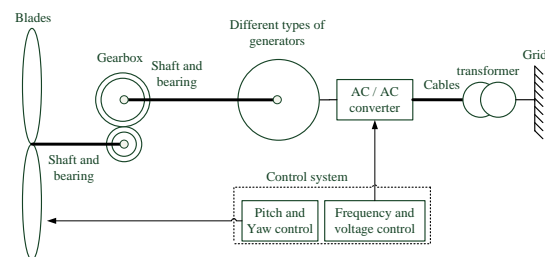 Blades
Gearbox
Shaft and
bearing
Different types of
generators
AC / AC
converter
Cables
transformer
Grid
Shaft and
bearing
Control system
Pitch and
Yaw control
Frequency and
voltage control